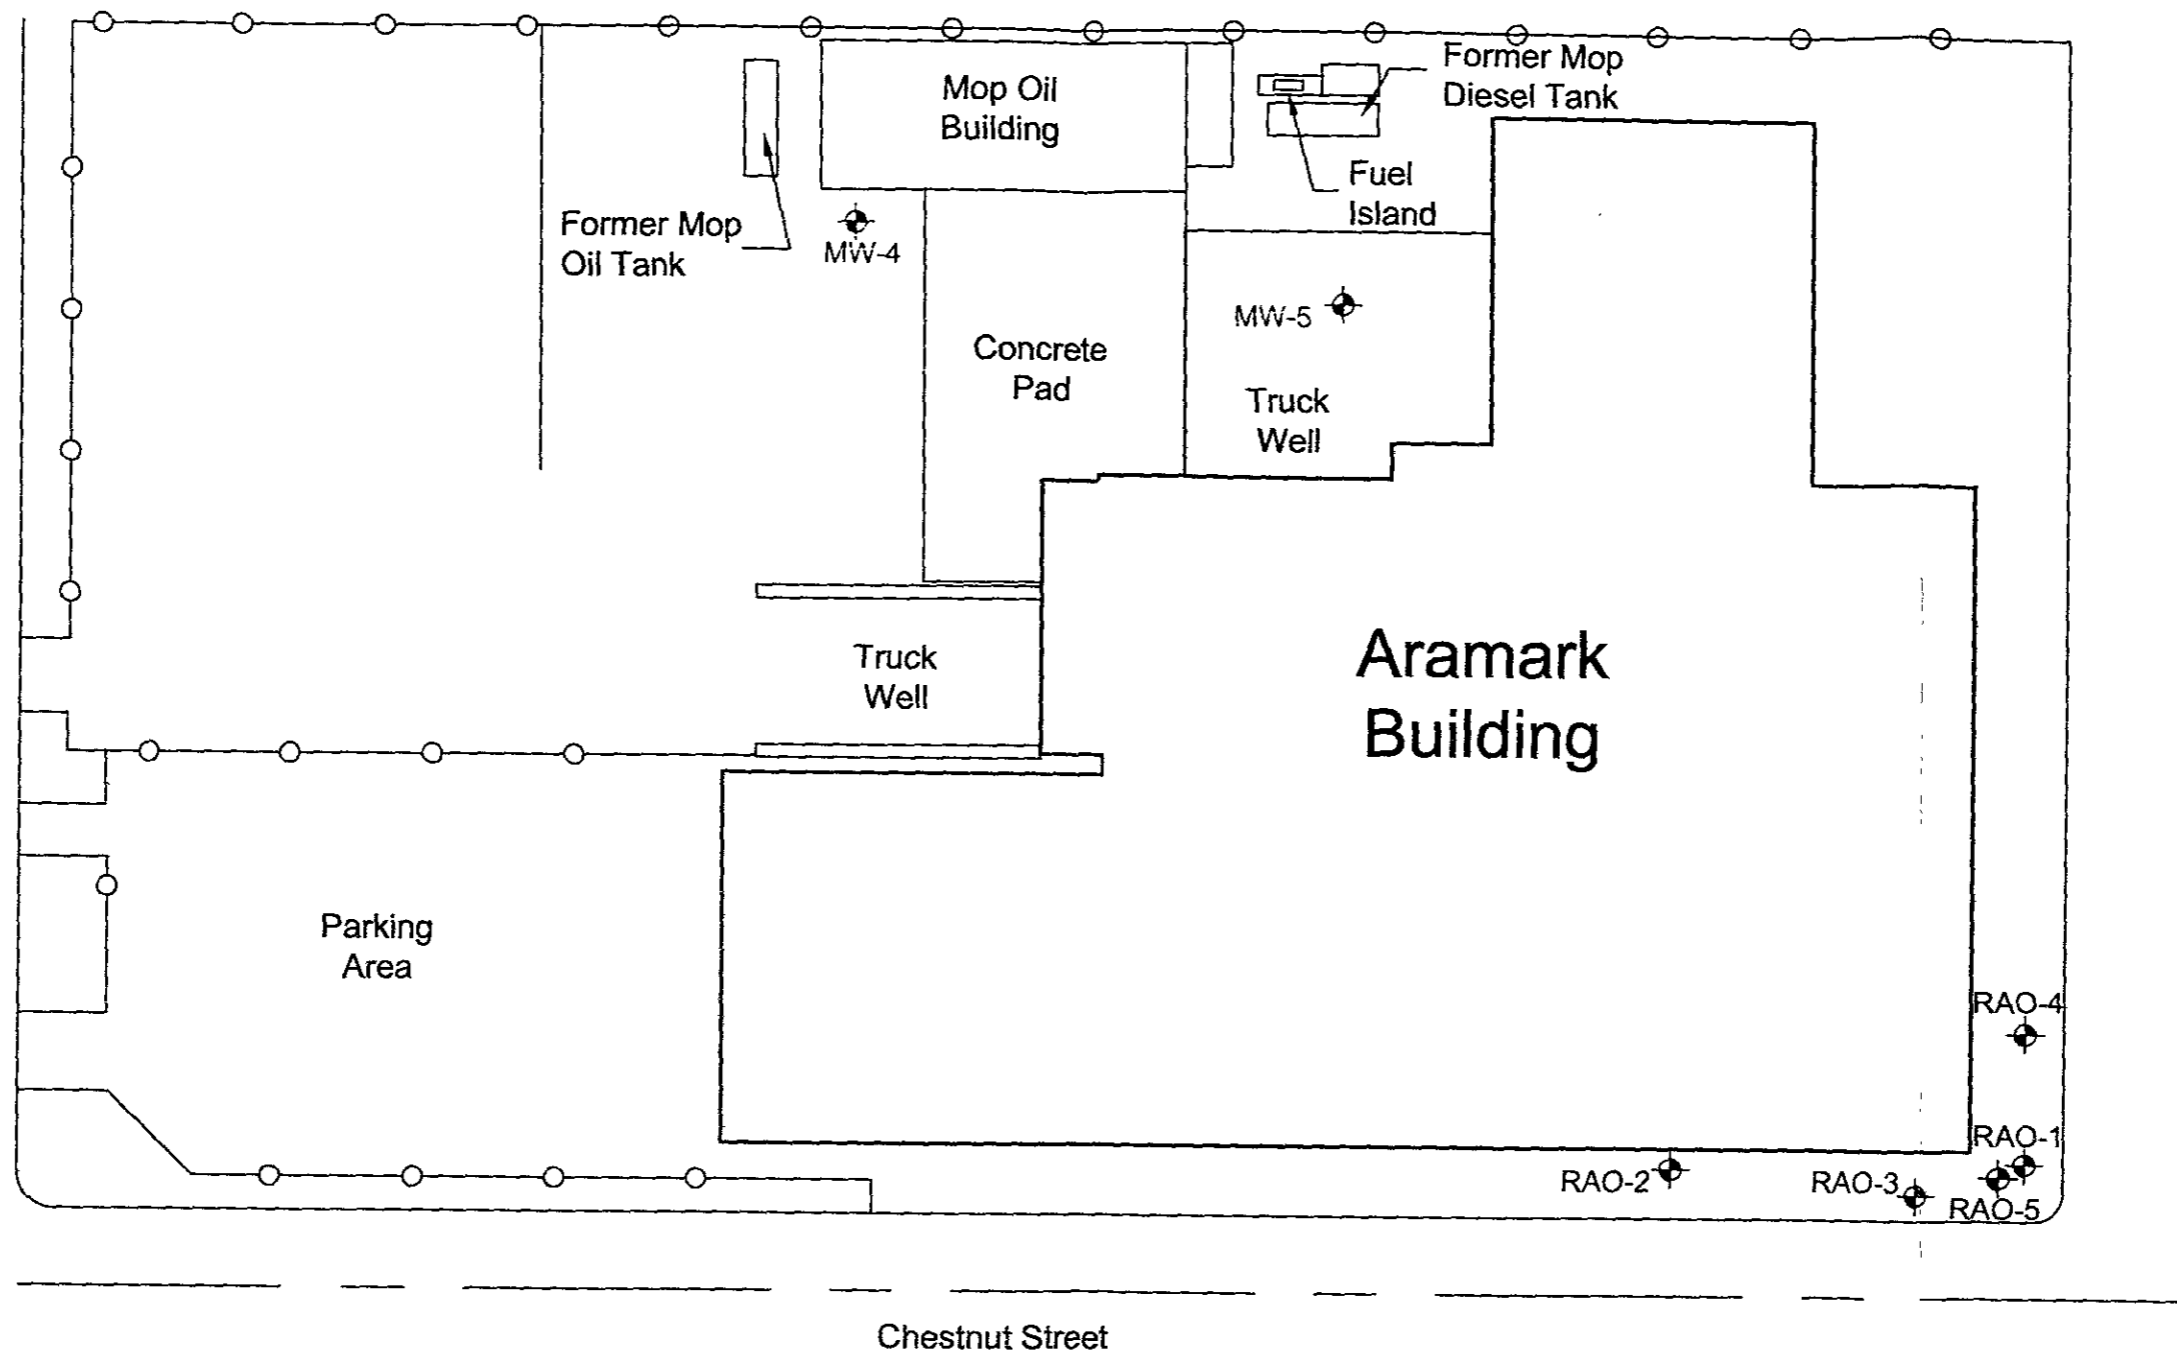 Mop Oil
Building
Former Mop
Diesel Tank
Fuel
Island
Former Mop
Oil Tank
MW-4
MW-5
Concrete
Pad
Truck
Well
Truck
Well
Aramark
Building
Parking
Area
RAO-4
RAO-1
RAO-2
RAO-3
RAO-5
Chestnut Street